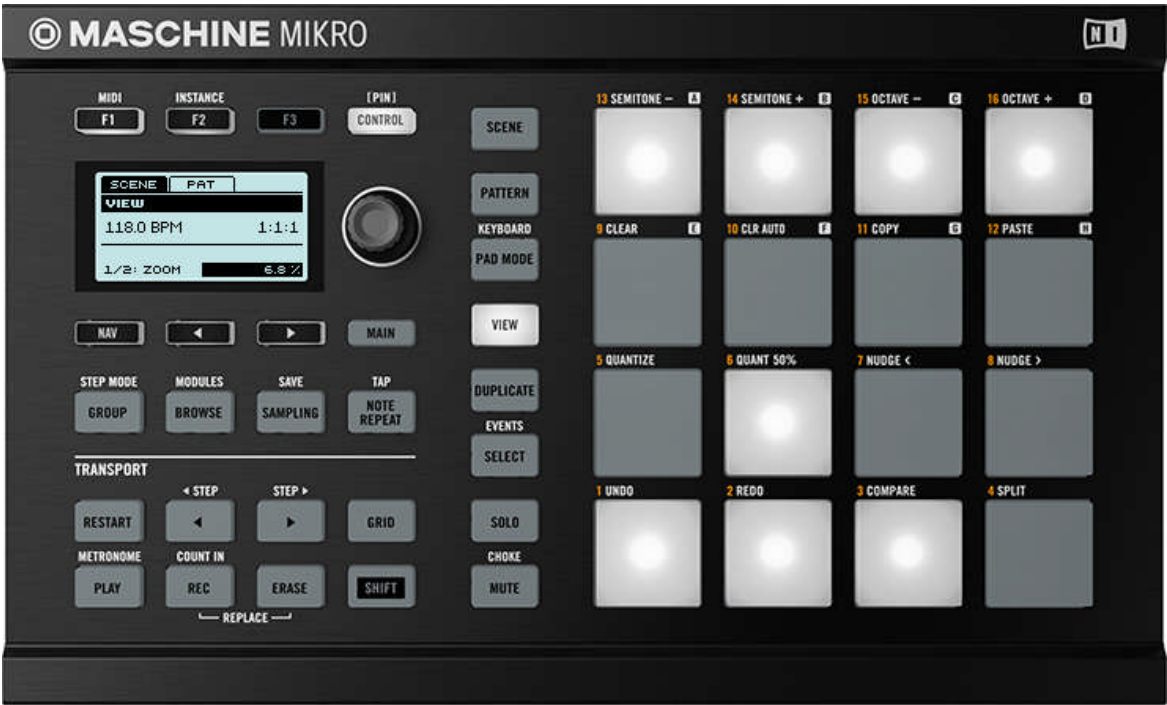 MASCHINE MIKRO
NI
MIDI
INSTANCE
[PIN]
F1
F2
F3
CONTROL
SCENE
PAT
VIEW
118.0 BPM
1:1:1
1/2: ZOOM
6.8 %
NAV
◀
▶
MAIN
STEP MODE
MODULES
SAVE
TAP
GROUP
BROWSE
SAMPLING
NOTE
REPEAT
TRANSPORT
◀ STEP
STEP ▶
RESTART
◀
▶
GRID
METRONOME
COUNT IN
PLAY
REC
ERASE
SHIFT
REPLACE
SCENE
PATTERN
KEYBOARD
PAD MODE
VIEW
DUPLICATE
EVENTS
SELECT
SOLO
CHOKE
MUTE
13 SEMITONE – A
14 SEMITONE + B
15 OCTAVE – C
16 OCTAVE + D
9 CLEAR E
10 CLR AUTO F
11 COPY G
12 PASTE H
5 QUANTIZE
6 QUANT 50%
7 NUDGE <
8 NUDGE >
1 UNDO
2 REDO
3 COMPARE
4 SPLIT